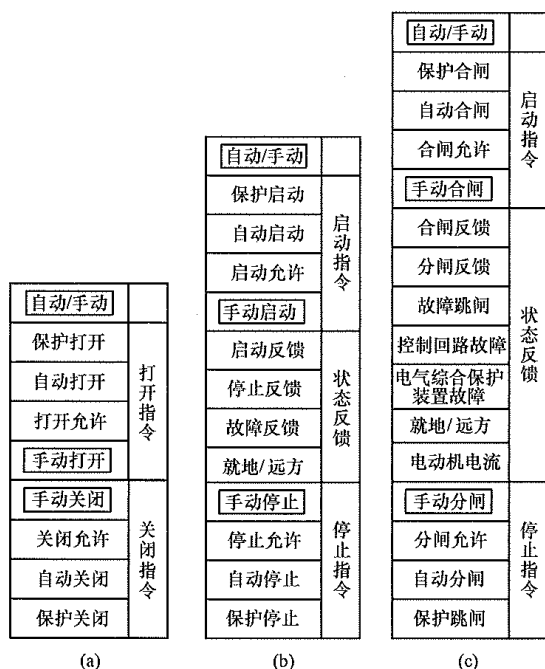 自动/手动
保护打开
自动打开
打开允许
手动打开
打开指令
手动关闭
关闭允许
自动关闭
保护关闭
关闭指令
(a)
自动/手动
保护启动
自动启动
启动允许
手动启动
启动指令
启动反馈
停止反馈
故障反馈
就地/远方
状态反馈
手动停止
停止允许
自动停止
保护停止
停止指令
(b)
自动/手动
保护合闸
自动合闸
合闸允许
手动合闸
启动指令
合闸反馈
分闸反馈
故障跳闸
控制回路故障
电气综合保护
装置故障
就地/远方
电动机电流
状态反馈
手动分闸
分闸允许
自动分闸
保护跳闸
停止指令
(c)